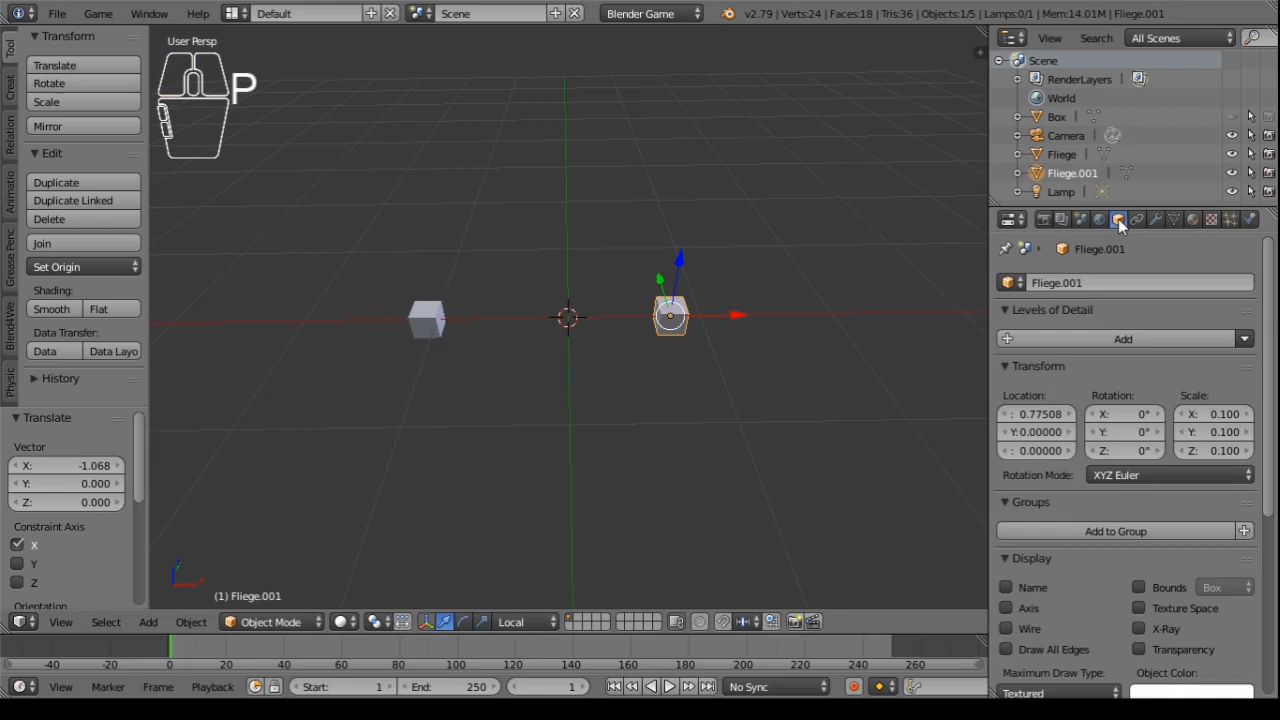 File Game Window Help Default Scene Blender Game v2.79 | Verts:24 | Faces:18 | Tris:36 | Objects:1/5 | Lamps:0/1 | Mem:14.01M | Fliege.001
Transform
Translate
Rotate
Scale
Mirror
Edit
Duplicate
Duplicate Linked
Delete
Join
Set Origin
Shading:
Smooth Flat
Data Transfer:
Data Data Layo
History
Tool
Creat
Relation
Animatio
Grease Penc
Blend4We
Physic
Translate
Vector
X: -1.068
Y: 0.000
Z: 0.000
Constraint Axis
X
Y
Z
Orientation
User Persp
P
(1) Fliege.001
View Select Add Object Object Mode Local
-40 -20 0 20 40 60 80 100 120 140 160 180 200 220 240 260
View Marker Frame Playback Start: 1 End: 250 1 No Sync
View Search All Scenes
Scene
RenderLayers |
World
Box |
Camera |
Fliege |
Fliege.001 |
Lamp |
Fliege.001
Fliege.001
Levels of Detail
Add
Transform
Location: Rotation: Scale:
: 0.77508 X: 0° X: 0.100
Y: 0.00000 Y: 0° Y: 0.100
: 0.00000 Z: 0° Z: 0.100
Rotation Mode: XYZ Euler
Groups
Add to Group
Display
Name Bounds Box
Axis Texture Space
Wire X-Ray
Draw All Edges Transparency
Maximum Draw Type: Object Color:
Textured